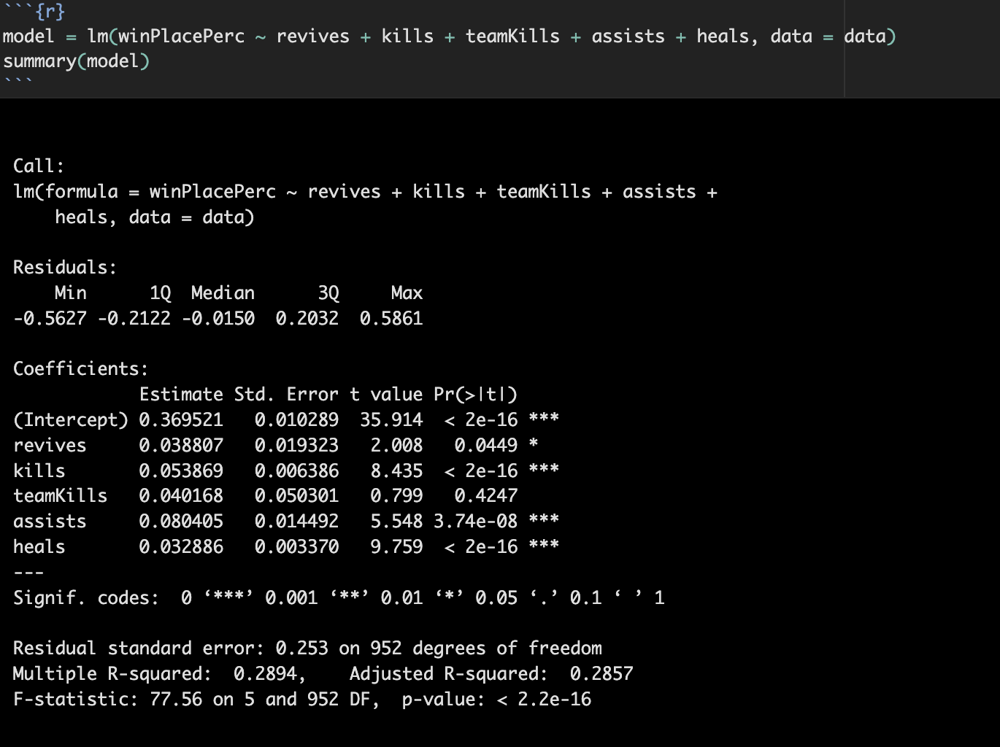 ```{r}
model = lm(winPlacePerc ~ revives + kills + teamKills + assists + heals, data = data)
summary(model)
```
Call:
lm(formula = winPlacePerc ~ revives + kills + teamKills + assists +
    heals, data = data)
Residuals:
    Min      1Q  Median      3Q     Max
-0.5627 -0.2122 -0.0150  0.2032  0.5861
Coefficients:
            Estimate Std. Error t value Pr(>|t|)
(Intercept) 0.369521   0.010289  35.914  < 2e-16 ***
revives     0.038807   0.019323   2.008   0.0449 *
kills       0.053869   0.006386   8.435  < 2e-16 ***
teamKills   0.040168   0.050301   0.799   0.4247
assists     0.080405   0.014492   5.548 3.74e-08 ***
heals       0.032886   0.003370   9.759  < 2e-16 ***
---
Signif. codes:  0 ‘***’ 0.001 ‘**’ 0.01 ‘*’ 0.05 ‘.’ 0.1 ‘ ’ 1
Residual standard error: 0.253 on 952 degrees of freedom
Multiple R-squared:  0.2894,    Adjusted R-squared:  0.2857
F-statistic: 77.56 on 5 and 952 DF,  p-value: < 2.2e-16